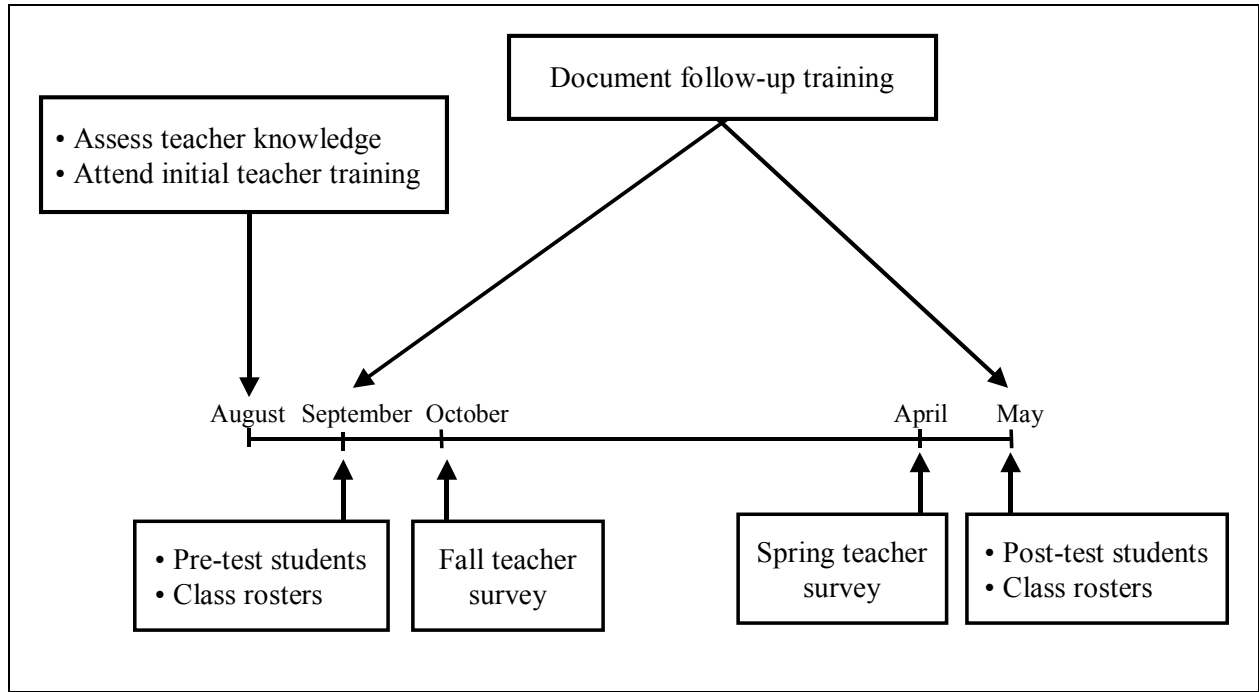 Document follow-up training
• Assess teacher knowledge
• Attend initial teacher training
August September October April May
• Pre-test students
• Class rosters
Fall teacher
survey
Spring teacher
survey
• Post-test students
• Class rosters